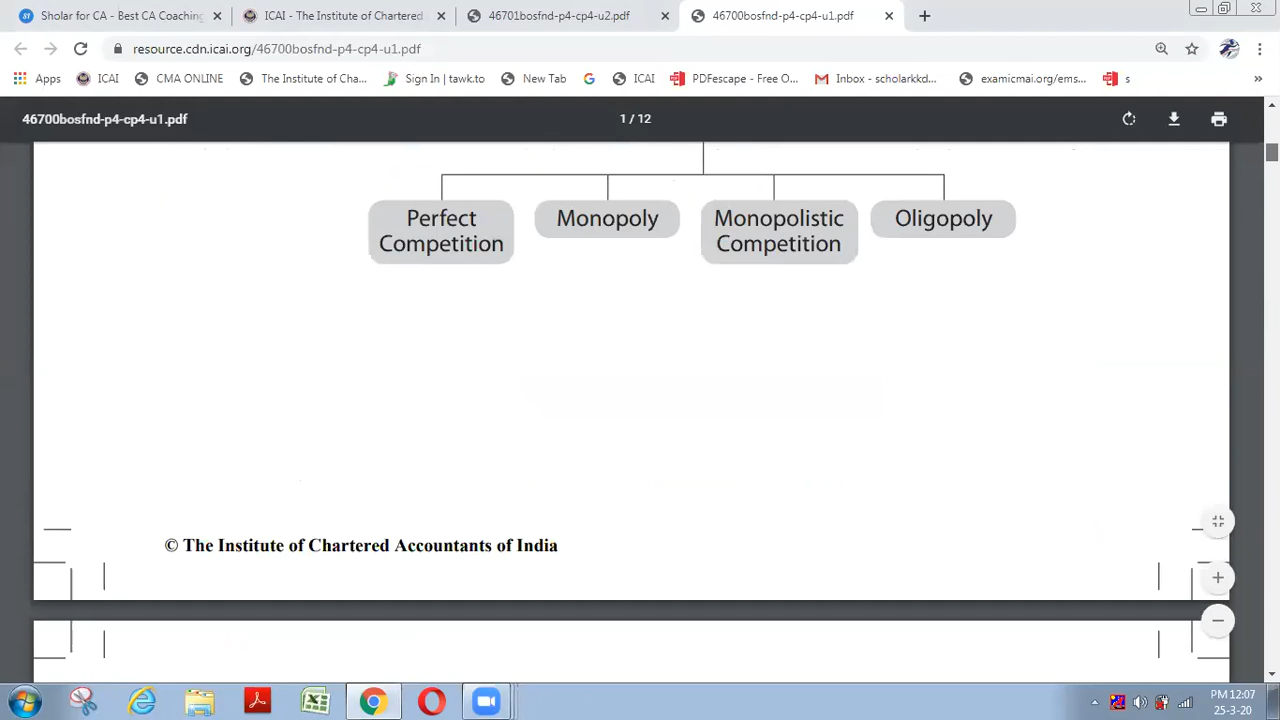 Sholar for CA - Best CA Coaching
ICAI - The Institute of Chartered
46701bosfnd-p4-cp4-u2.pdf
46700bosfnd-p4-cp4-u1.pdf
resource.cdn.icai.org/46700bosfnd-p4-cp4-u1.pdf
Apps
ICAI
CMA ONLINE
The Institute of Cha...
Sign In | tawk.to
New Tab
ICAI
PDFescape - Free O...
Inbox - scholarkkd...
examicmai.org/ems...
s
»
46700bosfnd-p4-cp4-u1.pdf
1 / 12
Perfect
Competition
Monopoly
Monopolistic
Competition
Oligopoly
© The Institute of Chartered Accountants of India
PM 12:07
25-3-20